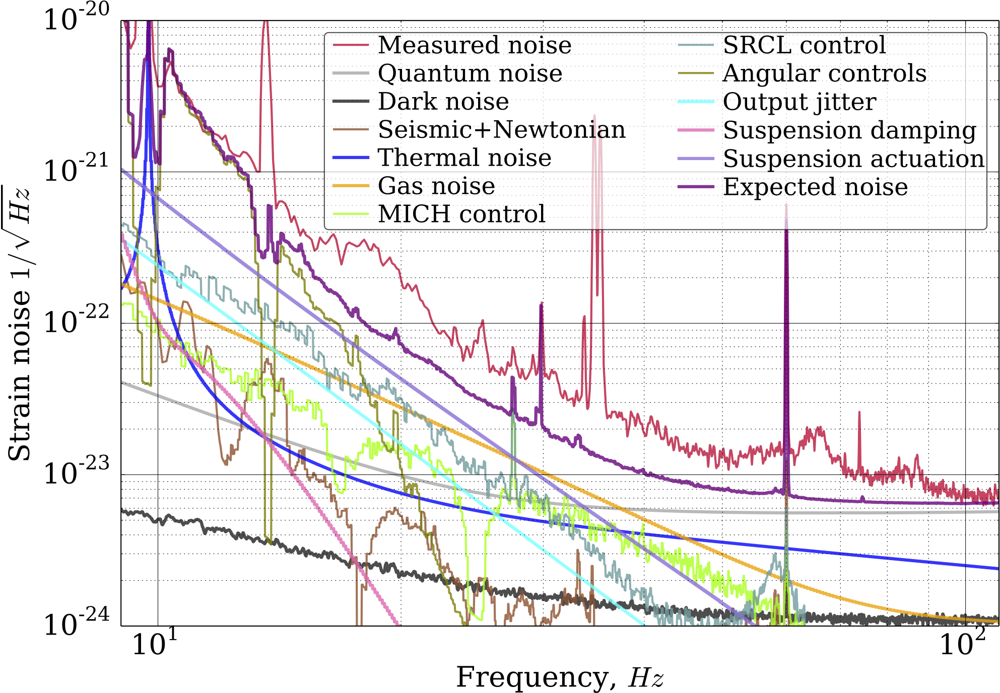 10^-20
10^-21
10^-22
10^-23
10^-24
Strain noise 1/√Hz
Measured noise
Quantum noise
Dark noise
Seismic+Newtonian
Thermal noise
Gas noise
MICH control
SRCL control
Angular controls
Output jitter
Suspension damping
Suspension actuation
Expected noise
10^1
10^2
Frequency, Hz